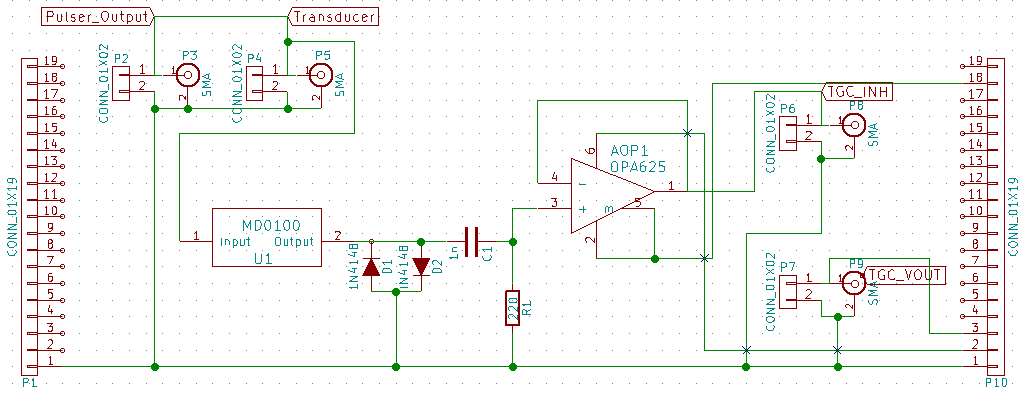 Pulser_Output
Transducer
P2
CONN_01X02
1
2
P3
1
2
SMA
P4
CONN_01X02
1
2
P5
1
2
SMA
19
18
17
16
15
14
13
12
11
10
9
8
7
6
5
4
3
2
1
CONN_01X19
P1
MD0100
Input
Output
U1
1
2
1N4148
D1
1N4148
D2
1n
C1
220
R1
AOP1
OPA625
6
4
3
1
5
2
TGC_INH
P6
CONN_01X02
1
2
P8
1
2
SMA
P7
CONN_01X02
1
2
P9
1
2
SMA
TGC_VOUT
19
18
17
16
15
14
13
12
11
10
9
8
7
6
5
4
3
2
1
CONN_01X19
P10